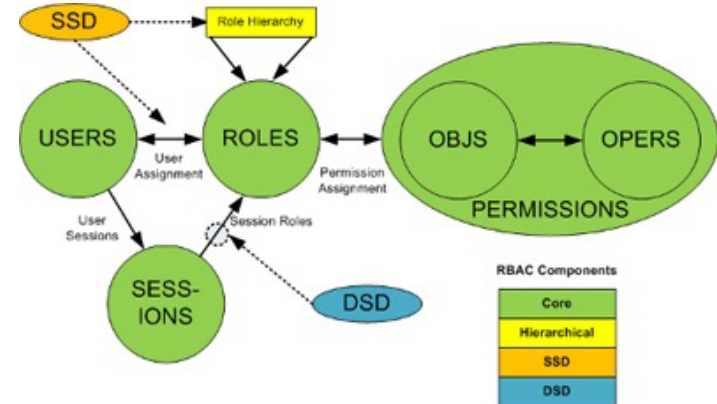 SSD
Role Hierarchy
USERS
ROLES
OBJS
OPERS
User
Assignment
Permission
Assignment
PERMISSIONS
User
Sessions
Session Roles
SESS-
IONS
DSD
RBAC Components
Core
Hierarchical
SSD
DSD